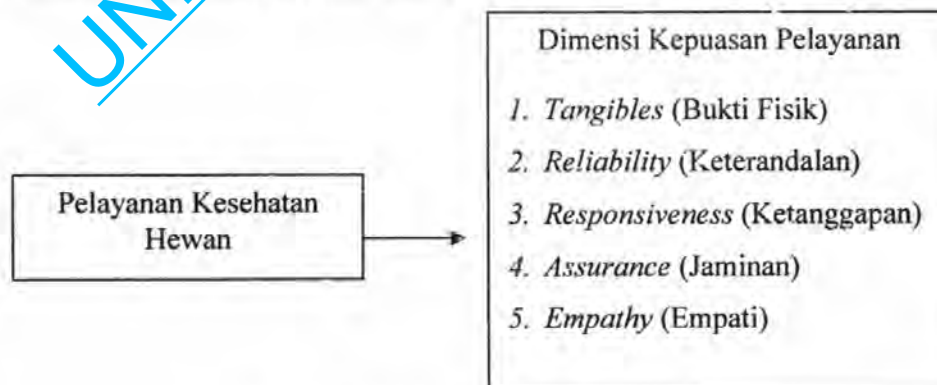 Pelayanan Kesehatan
Hewan
Dimensi Kepuasan Pelayanan
1. Tangibles (Bukti Fisik)
2. Reliability (Keterandalan)
3. Responsiveness (Ketanggapan)
4. Assurance (Jaminan)
5. Empathy (Empati)